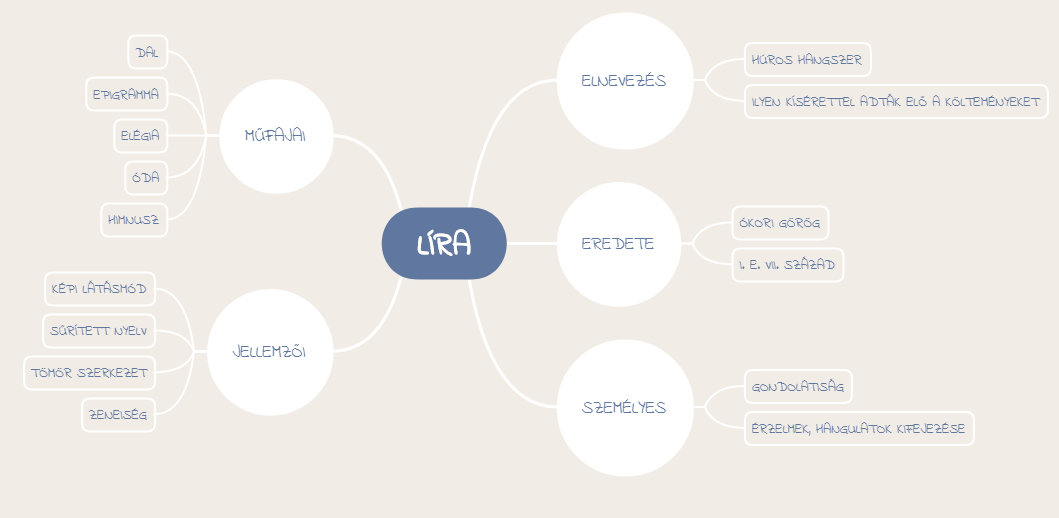 LÍRA
ELNEVEZÉS
HÚROS HANGSZER
ILYEN KÍSÉRETTEL ADTÁK ELŐ A KÖLTEMÉNYEKET
EREDETE
ÓKORI GÖRÖG
I. E. VII. SZÁZAD
SZEMÉLYES
GONDOLATISÁG
ÉRZELMEK, HANGULATOK KIFEJEZÉSE
MŰFAJAI
DAL
EPIGRAMMA
ELÉGIA
ÓDA
HIMNUSZ
JELLEMZŐI
KÉPI LÁTÁSMÓD
SŰRÍTETT NYELV
TÖMÖR SZERKEZET
ZENEISÉG